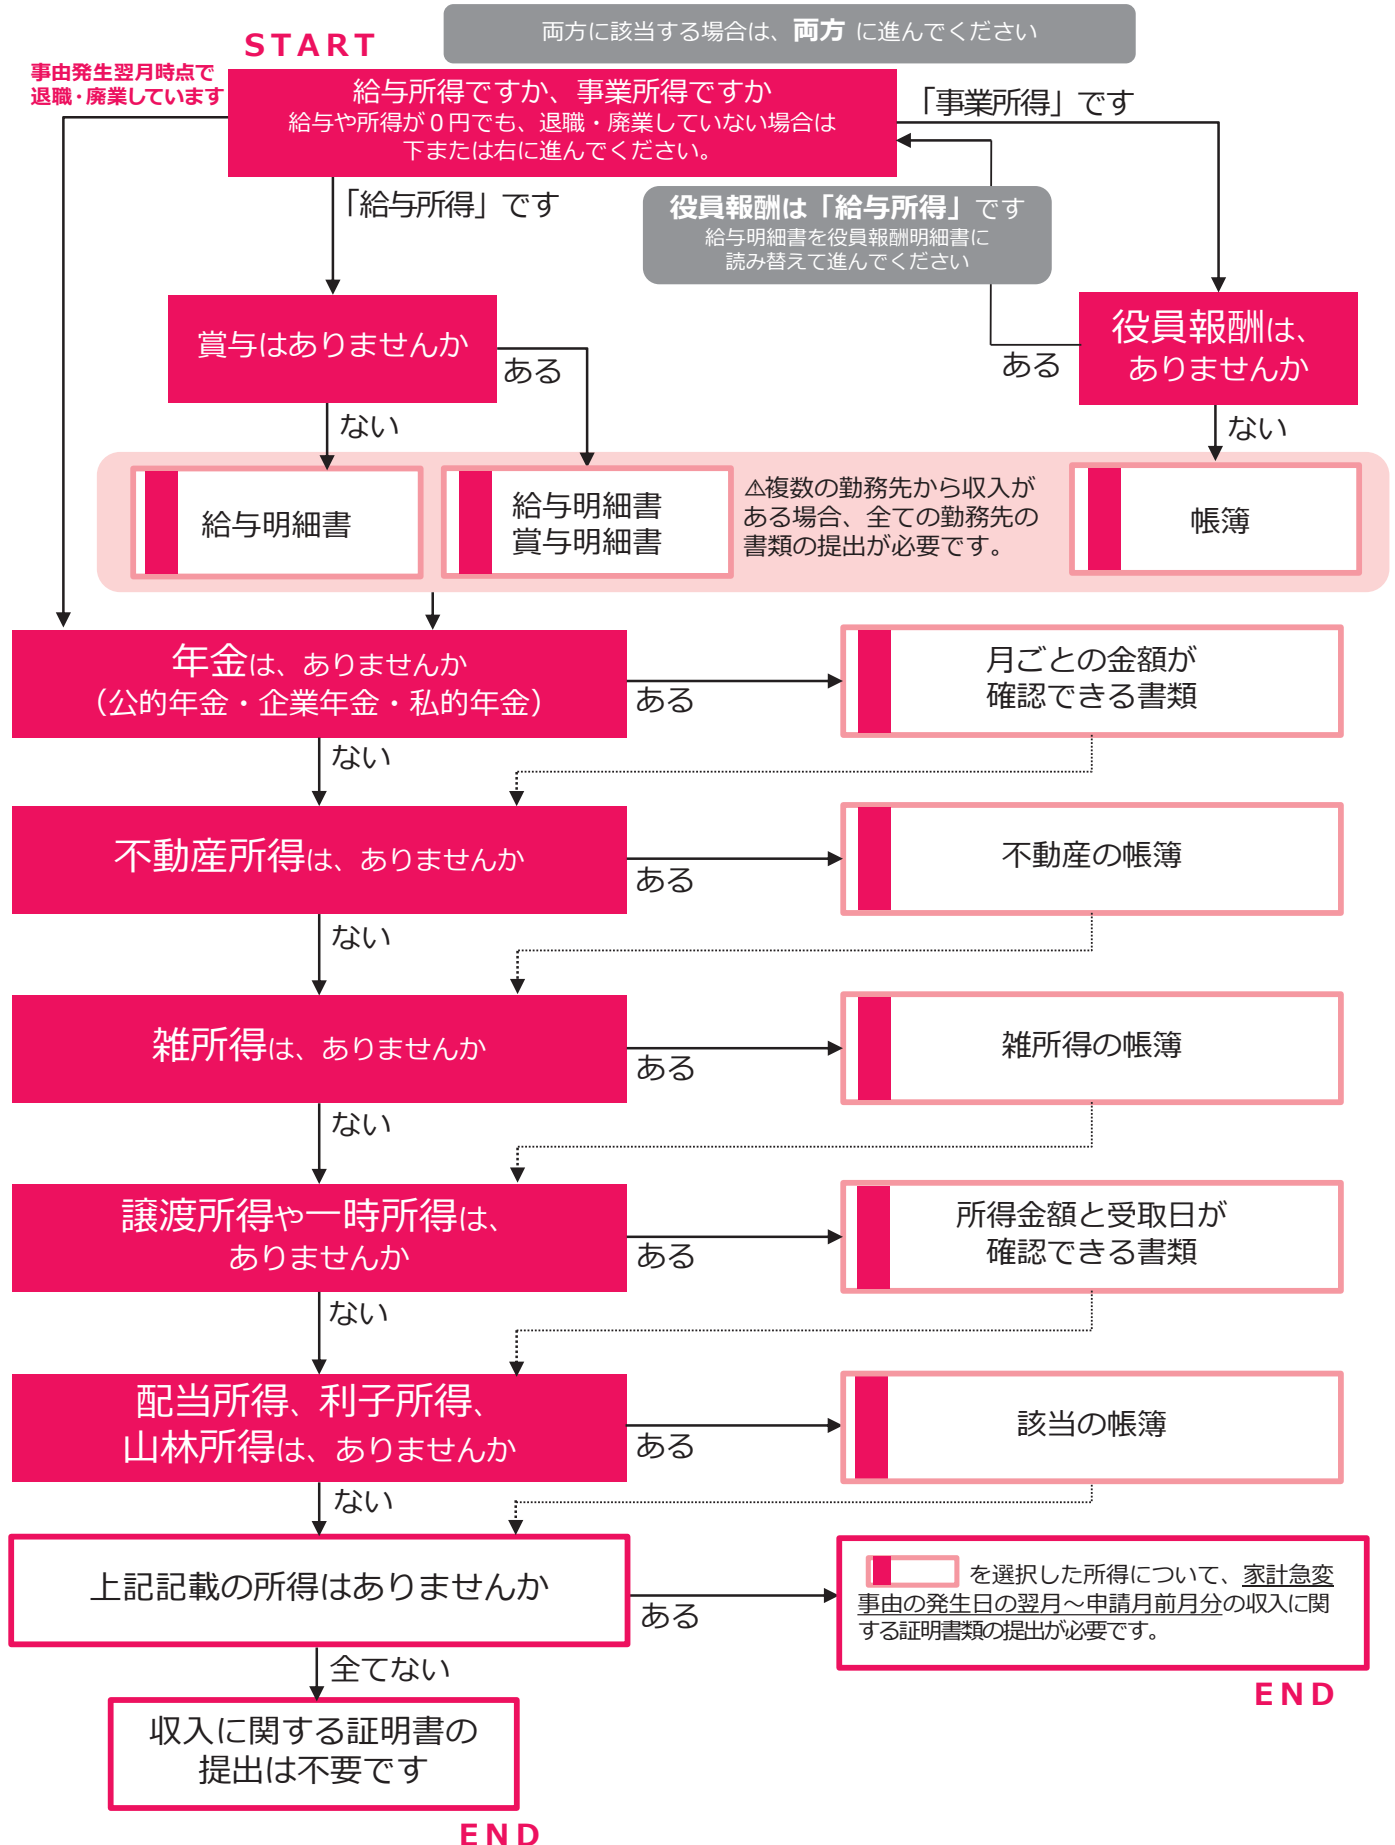 両方に該当する場合は、両方 に進んでください
START
事由発生翌月時点で
退職・廃業しています
給与所得ですか、事業所得ですか
給与や所得が０円でも、退職・廃業していない場合は
下または右に進んでください。
「事業所得」です
「給与所得」です
役員報酬は「給与所得」です
給与明細書を役員報酬明細書に
読み替えて進んでください
賞与はありませんか
ある
ない
役員報酬は、
ありませんか
ある
ない
給与明細書
給与明細書
賞与明細書
⚠複数の勤務先から収入が
ある場合、全ての勤務先の
書類の提出が必要です。
帳簿
年金は、ありませんか
（公的年金・企業年金・私的年金）
ある
月ごとの金額が
確認できる書類
ない
不動産所得は、ありませんか
ある
不動産の帳簿
ない
雑所得は、ありませんか
ある
雑所得の帳簿
ない
譲渡所得や一時所得は、
ありませんか
ある
所得金額と受取日が
確認できる書類
ない
配当所得、利子所得、
山林所得は、ありませんか
ある
該当の帳簿
ない
上記記載の所得はありませんか
ある
を選択した所得について、家計急変
事由の発生日の翌月～申請月前月分の収入に関
する証明書類の提出が必要です。
END
全てない
収入に関する証明書の
提出は不要です
END